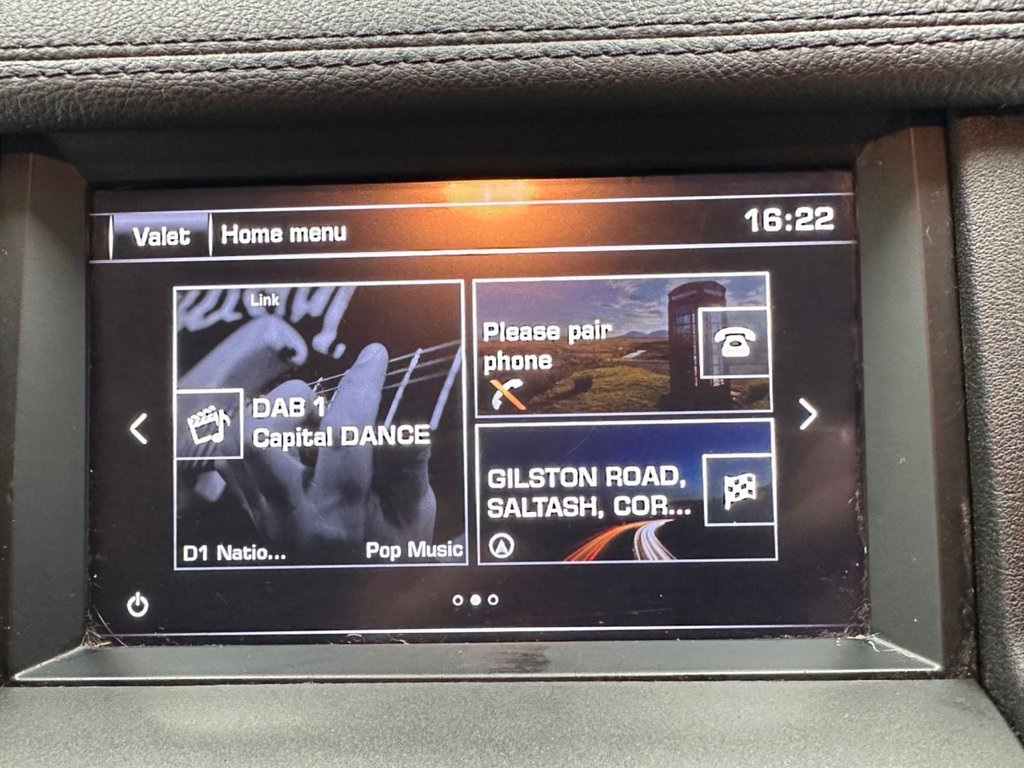 Valet Home menu 16:22
Link
DAB 1
Capital DANCE
D1 Natio... Pop Music
Please pair
phone
GILSTON ROAD,
SALTASH, COR...